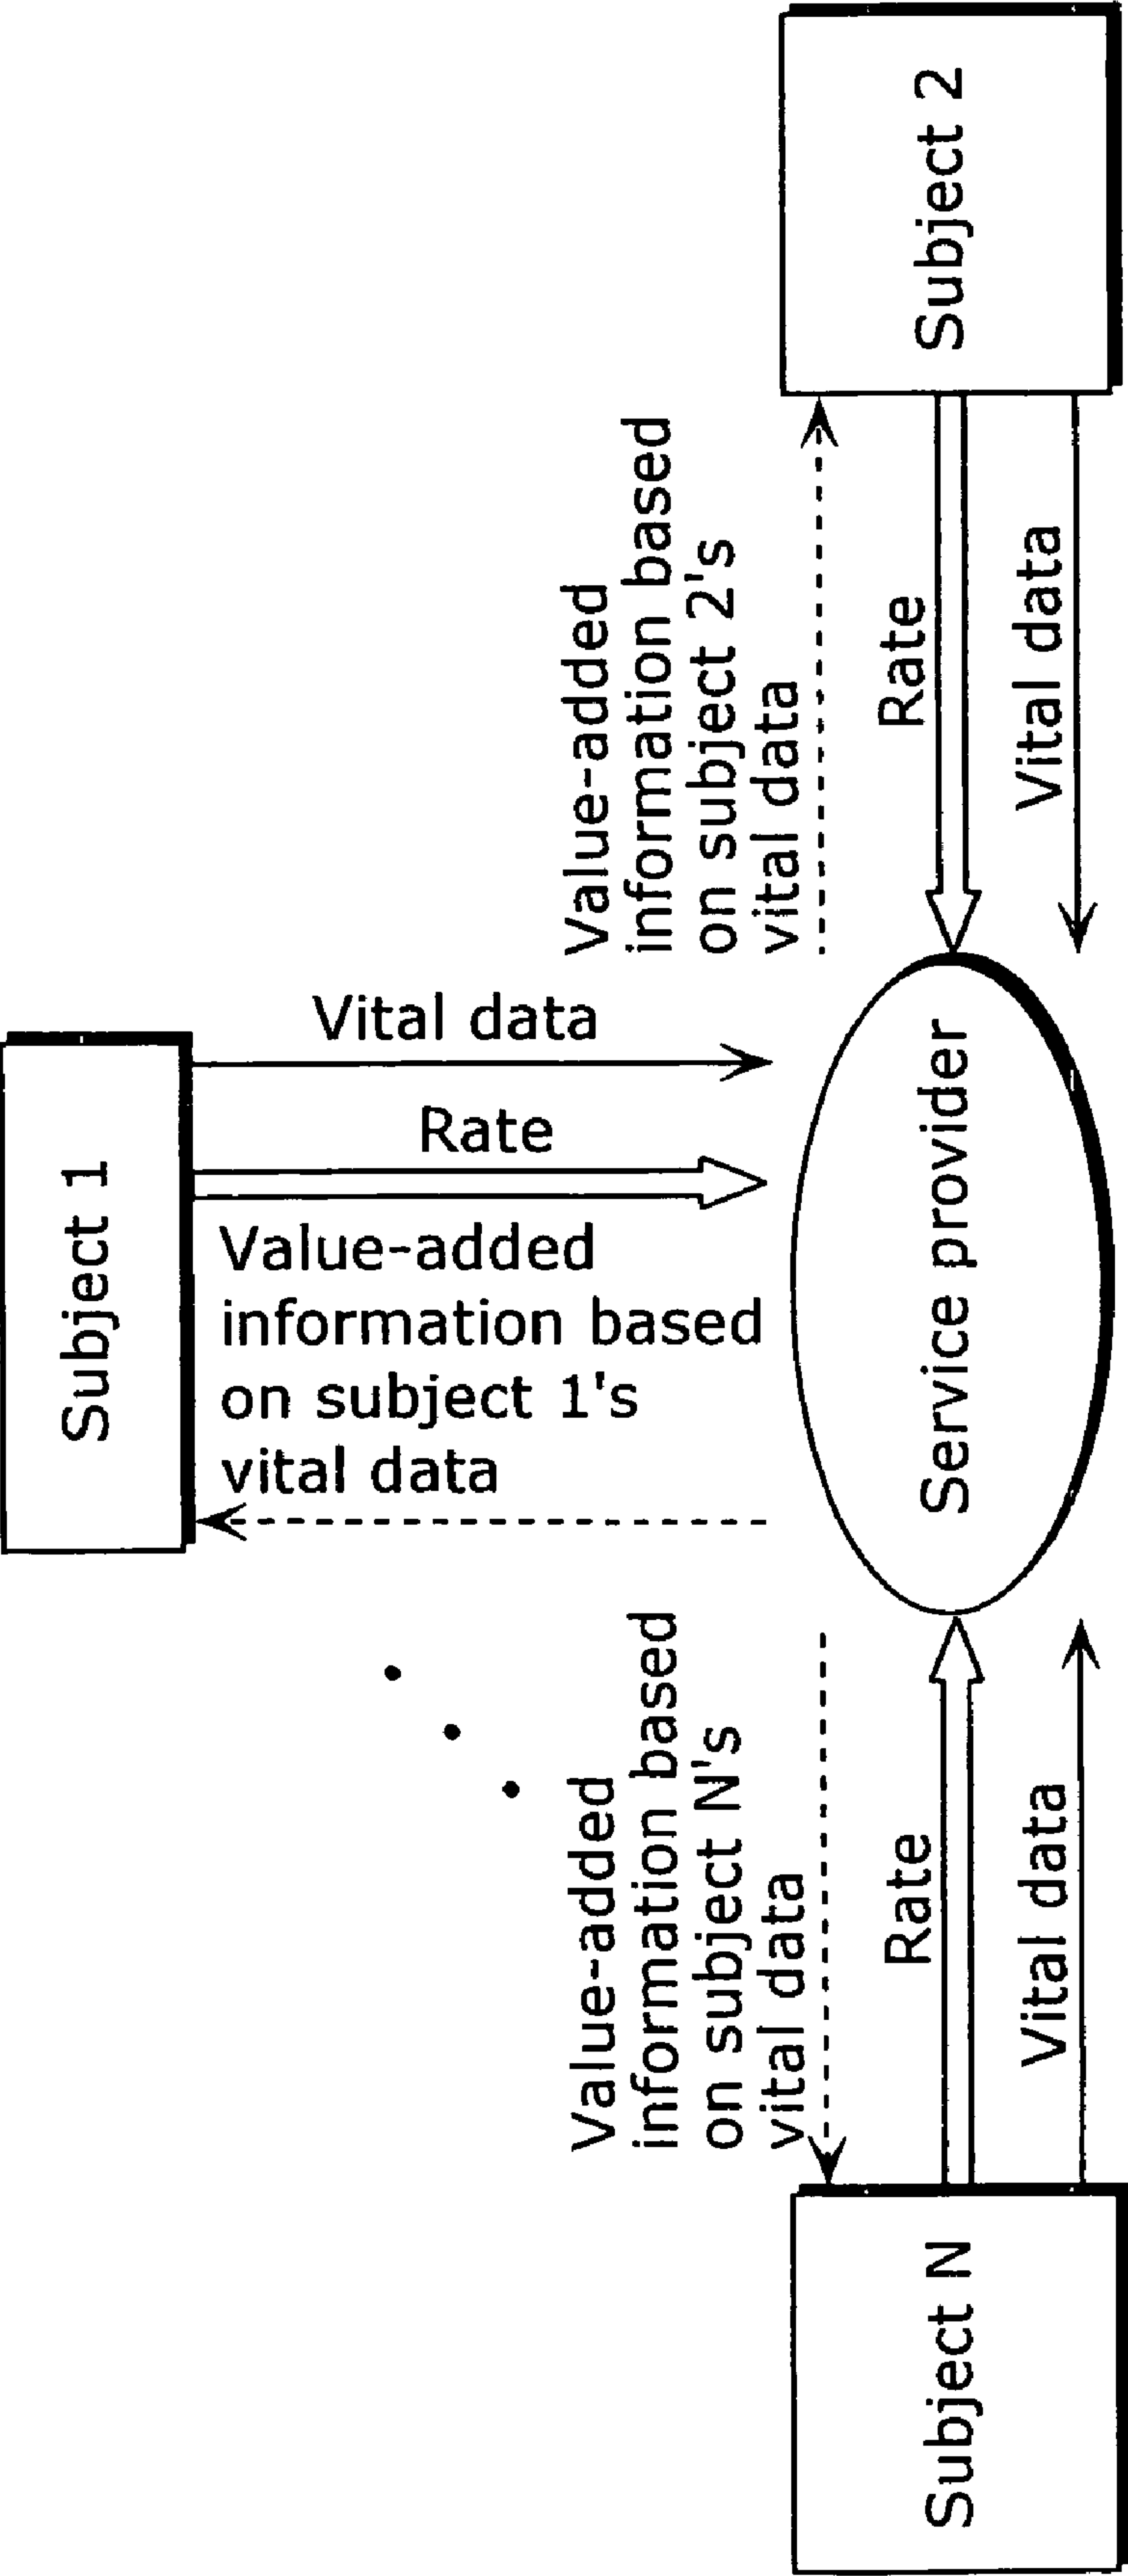 Subject 1
Vital data
Rate
Value-added
information based
on subject 1's
vital data
Value-added
information based
on subject 2's
vital data
Rate
Vital data
Subject 2
Service provider
Value-added
information based
on subject N's
vital data
Rate
Vital data
Subject N